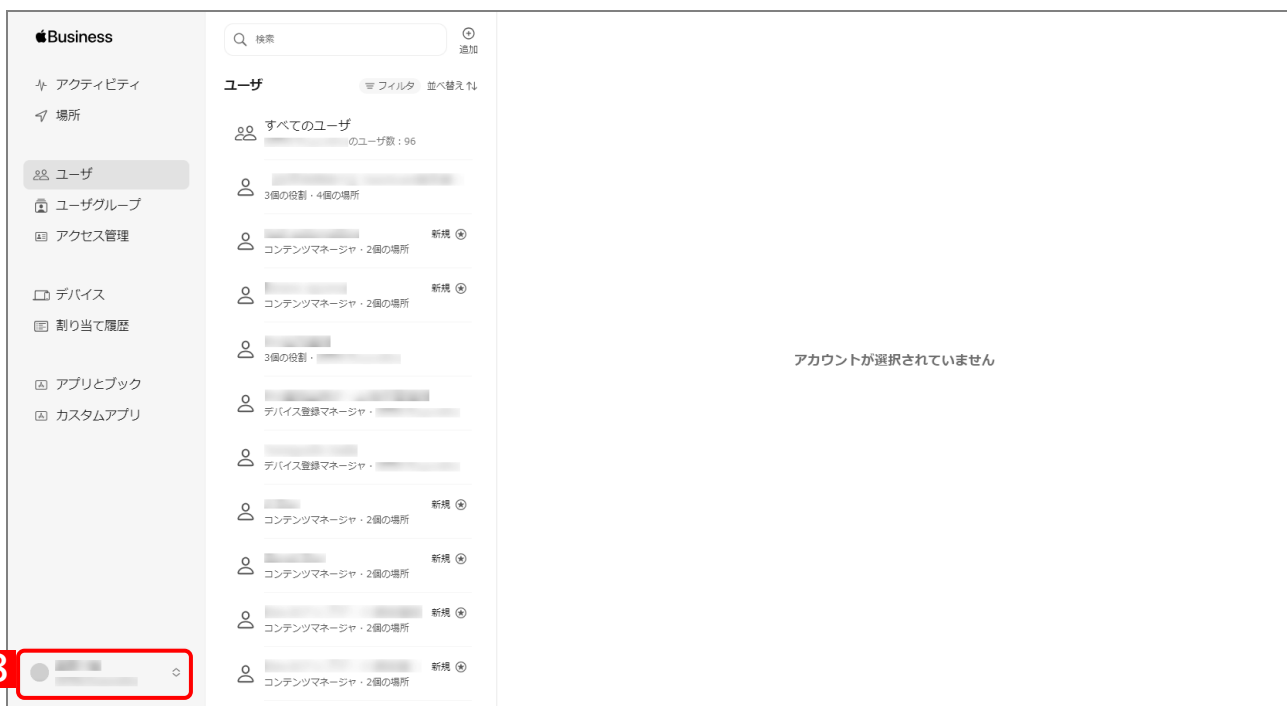 Business
アクティビティ
場所
ユーザ
ユーザグループ
アクセス管理
デバイス
割り当て履歴
アプリとブック
カスタムアプリ
3
検索
追加
ユーザ
フィルタ 並べ替え↑↓
すべてのユーザ
のユーザ数：96
3個の役割・4個の場所
新規
コンテンツマネージャ・2個の場所
新規
コンテンツマネージャ・2個の場所
3個の役割・
デバイス登録マネージャ・
デバイス登録マネージャ・
新規
コンテンツマネージャ・2個の場所
新規
コンテンツマネージャ・2個の場所
新規
コンテンツマネージャ・2個の場所
新規
コンテンツマネージャ・2個の場所
アカウントが選択されていません